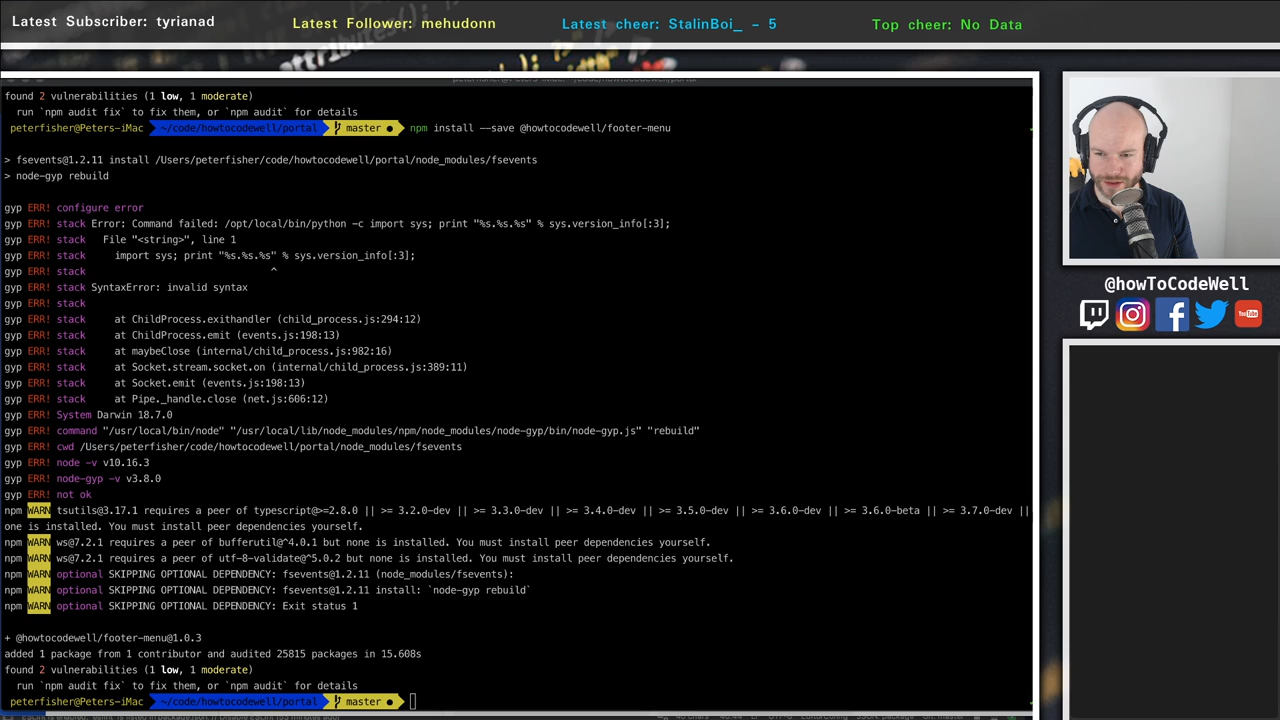 Latest Subscriber: tyrianad
Latest Follower: mehudonn
Latest cheer: StalinBoi_ - 5
Top cheer: No Data
found 2 vulnerabilities (1 low, 1 moderate)
run `npm audit fix` to fix them, or `npm audit` for details
peterfisher@Peters-iMac ~/code/howtocodewell/portal master ● npm install --save @howtocodewell/footer-menu
> fsevents@1.2.11 install /Users/peterfisher/code/howtocodewell/portal/node_modules/fsevents
> node-gyp rebuild
gyp ERR! configure error
gyp ERR! stack Error: Command failed: /opt/local/bin/python -c import sys; print "%s.%s.%s" % sys.version_info[:3];
gyp ERR! stack   File "<string>", line 1
gyp ERR! stack     import sys; print "%s.%s.%s" % sys.version_info[:3];
gyp ERR! stack                             ^
gyp ERR! stack SyntaxError: invalid syntax
gyp ERR! stack
gyp ERR! stack     at ChildProcess.exithandler (child_process.js:294:12)
gyp ERR! stack     at ChildProcess.emit (events.js:198:13)
gyp ERR! stack     at maybeClose (internal/child_process.js:982:16)
gyp ERR! stack     at Socket.stream.socket.on (internal/child_process.js:389:11)
gyp ERR! stack     at Socket.emit (events.js:198:13)
gyp ERR! stack     at Pipe._handle.close (net.js:606:12)
gyp ERR! System Darwin 18.7.0
gyp ERR! command "/usr/local/bin/node" "/usr/local/lib/node_modules/npm/node_modules/node-gyp/bin/node-gyp.js" "rebuild"
gyp ERR! cwd /Users/peterfisher/code/howtocodewell/portal/node_modules/fsevents
gyp ERR! node -v v10.16.3
gyp ERR! node-gyp -v v3.8.0
gyp ERR! not ok
npm WARN tsutils@3.17.1 requires a peer of typescript@>=2.8.0 || >= 3.2.0-dev || >= 3.3.0-dev || >= 3.4.0-dev || >= 3.5.0-dev || >= 3.6.0-dev || >= 3.6.0-beta || >= 3.7.0-dev ||
one is installed. You must install peer dependencies yourself.
npm WARN ws@7.2.1 requires a peer of bufferutil@^4.0.1 but none is installed. You must install peer dependencies yourself.
npm WARN ws@7.2.1 requires a peer of utf-8-validate@^5.0.2 but none is installed. You must install peer dependencies yourself.
npm WARN optional SKIPPING OPTIONAL DEPENDENCY: fsevents@1.2.11 (node_modules/fsevents):
npm WARN optional SKIPPING OPTIONAL DEPENDENCY: fsevents@1.2.11 install: `node-gyp rebuild`
npm WARN optional SKIPPING OPTIONAL DEPENDENCY: Exit status 1
+ @howtocodewell/footer-menu@1.0.3
added 1 package from 1 contributor and audited 25815 packages in 15.608s
found 2 vulnerabilities (1 low, 1 moderate)
run `npm audit fix` to fix them, or `npm audit` for details
peterfisher@Peters-iMac ~/code/howtocodewell/portal master ●
@howToCodeWell
You Tube